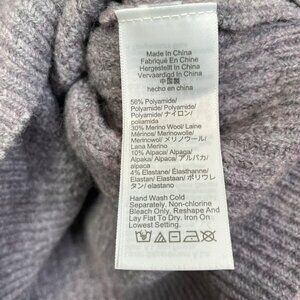 Made In China
Fabriqué En China
Hergestellt In China
Vervaardigd In China
中国製
hecho en china
56% Polyamide/
Polyamide/ Polyamid/
Polyamide/ ナイロン/
poliamida
30% Merino Wool/ Laine
Mérinos/ Merinowolle/
Merinowol/ メリノウール/
Lana Merino
10% Alpaca/ Alpaga/
Alpaka/ Alpaca/ アルパカ/
alpaca
4% Elastane/ Élasthanne/
Elastan/ Elastaan/ ポリウレ
タン/ elastano
Hand Wash Cold
Separately. Non-chlorine
Bleach Only. Reshape And
Lay Flat To Dry. Iron On
Lowest Setting.